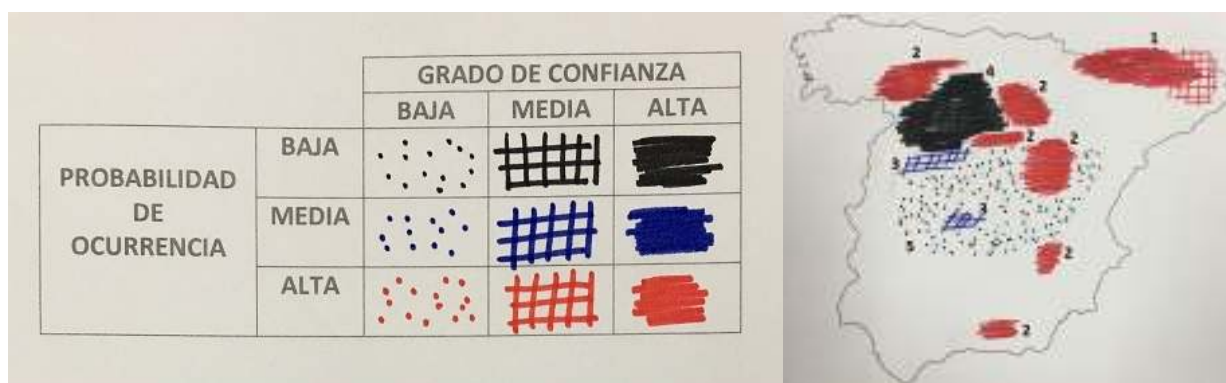 GRADO DE CONFIANZA
BAJA MEDIA ALTA
PROBABILIDAD
DE
OCURRENCIA
BAJA
MEDIA
ALTA
1
2
4
2
2
2
3
3
5
2
2